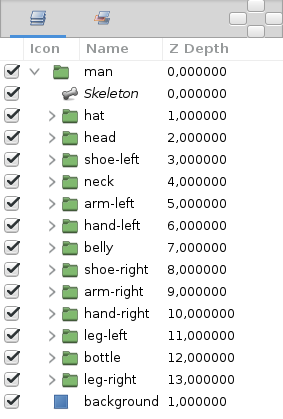 Icon Name Z Depth
man 0,000000
Skeleton 0,000000
hat 1,000000
head 2,000000
shoe-left 3,000000
neck 4,000000
arm-left 5,000000
hand-left 6,000000
belly 7,000000
shoe-right 8,000000
arm-right 9,000000
hand-right 10,000000
leg-left 11,000000
bottle 12,000000
leg-right 13,000000
background 1,000000